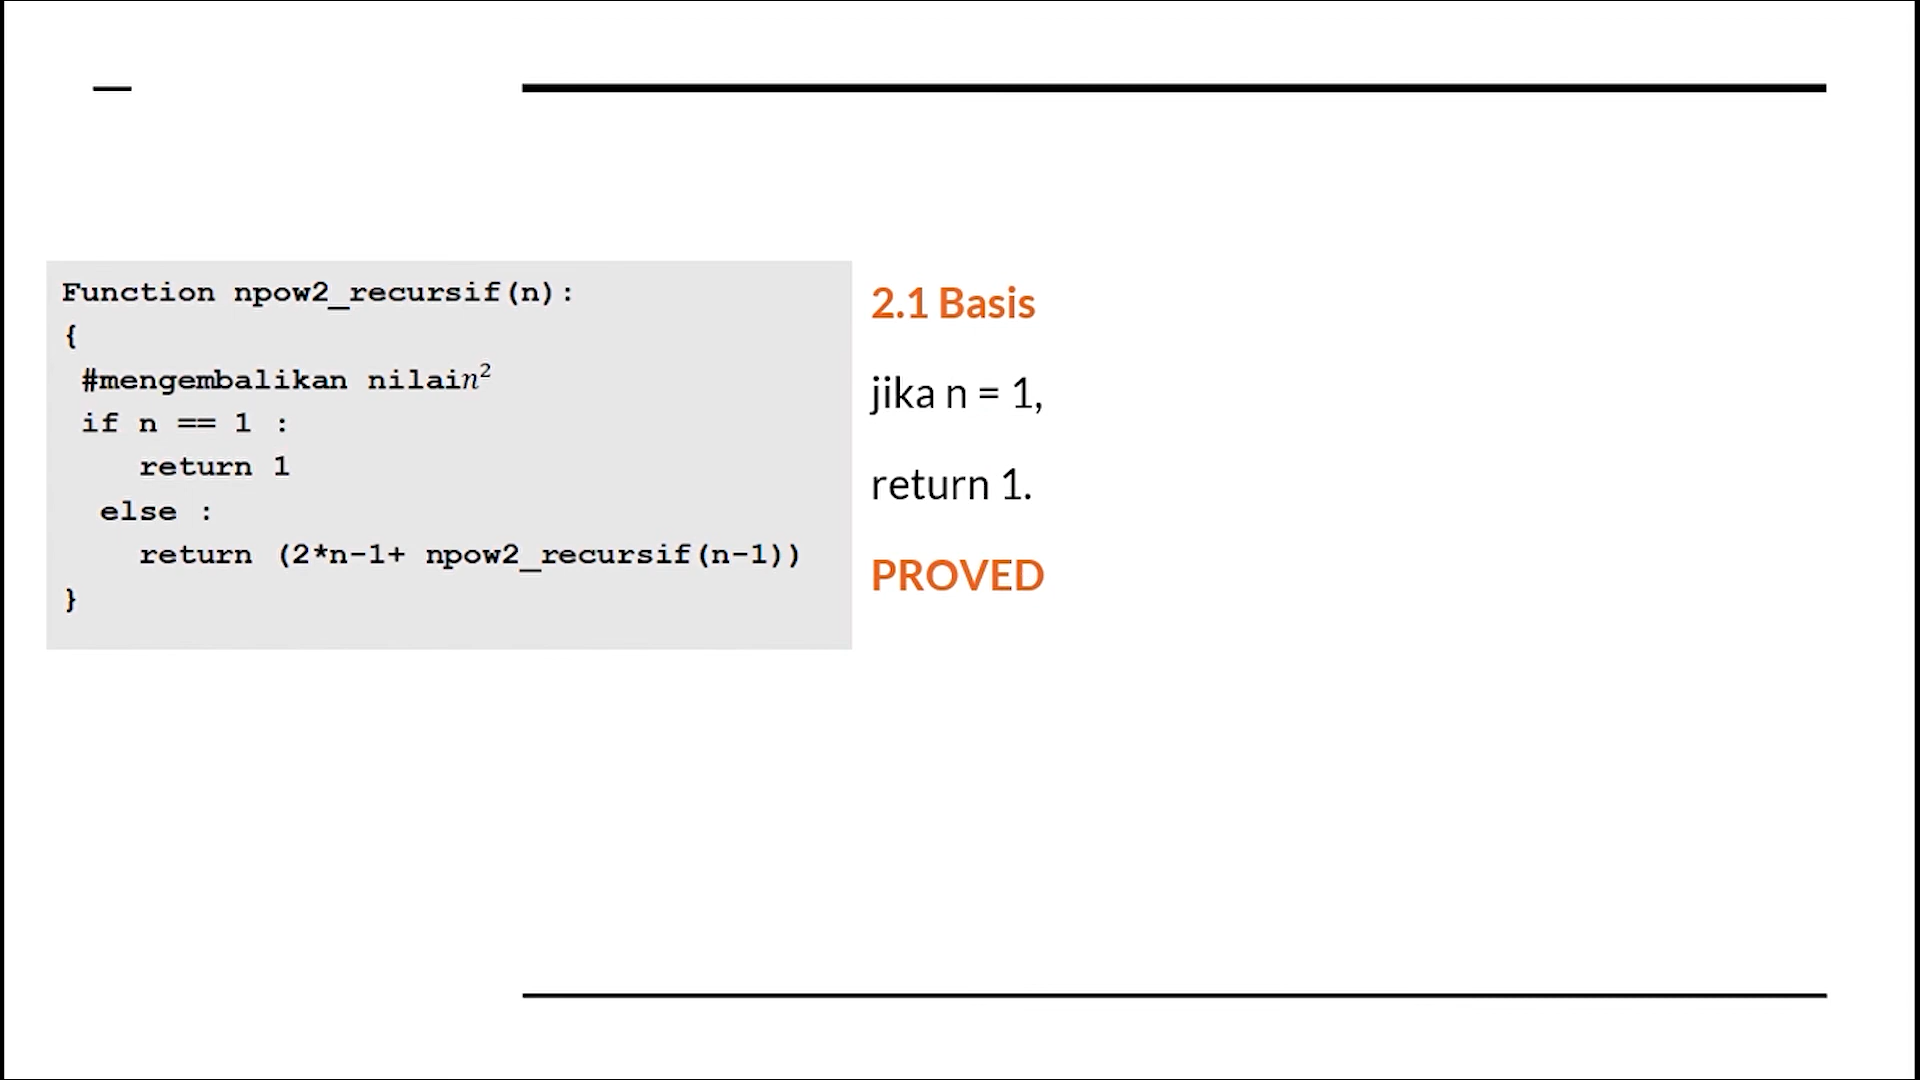 Function npow2_recursif(n):
{
#mengembalikan nilain²
if n == 1 :
return 1
else :
return (2*n-1+ npow2_recursif(n-1))
}
2.1 Basis
jika n = 1,
return 1.
PROVED